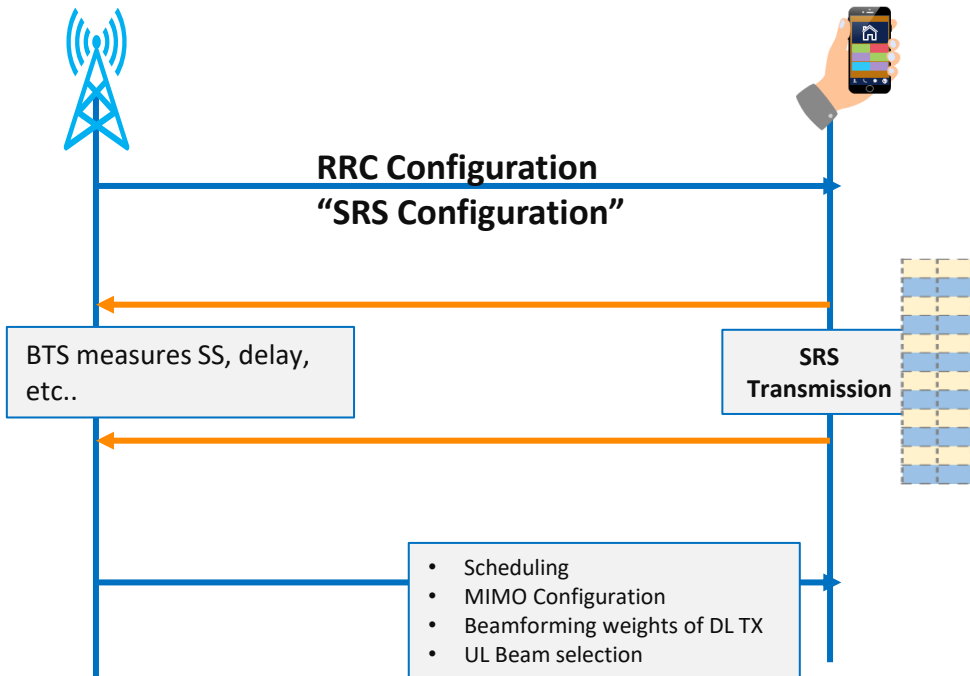 RRC Configuration
“SRS Configuration”
BTS measures SS, delay,
etc..
SRS
Transmission
• Scheduling
• MIMO Configuration
• Beamforming weights of DL TX
• UL Beam selection